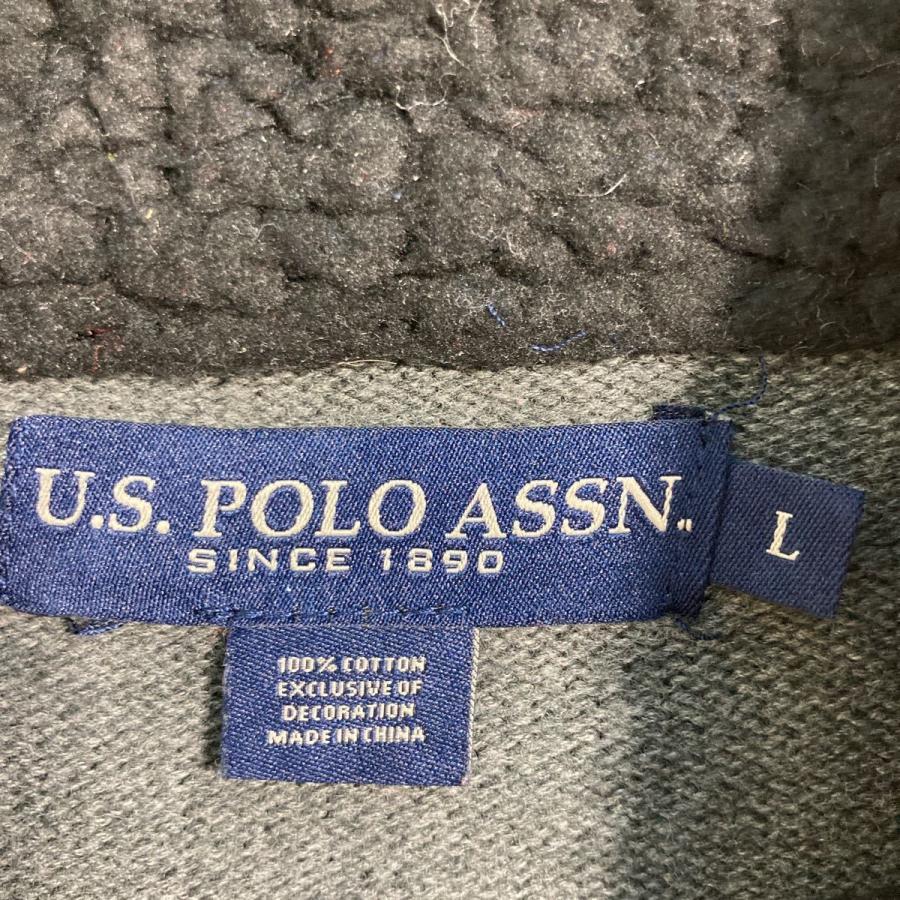 U.S. POLO ASSN.
SINCE 1890
L
100% COTTON
EXCLUSIVE OF
DECORATION
MADE IN CHINA